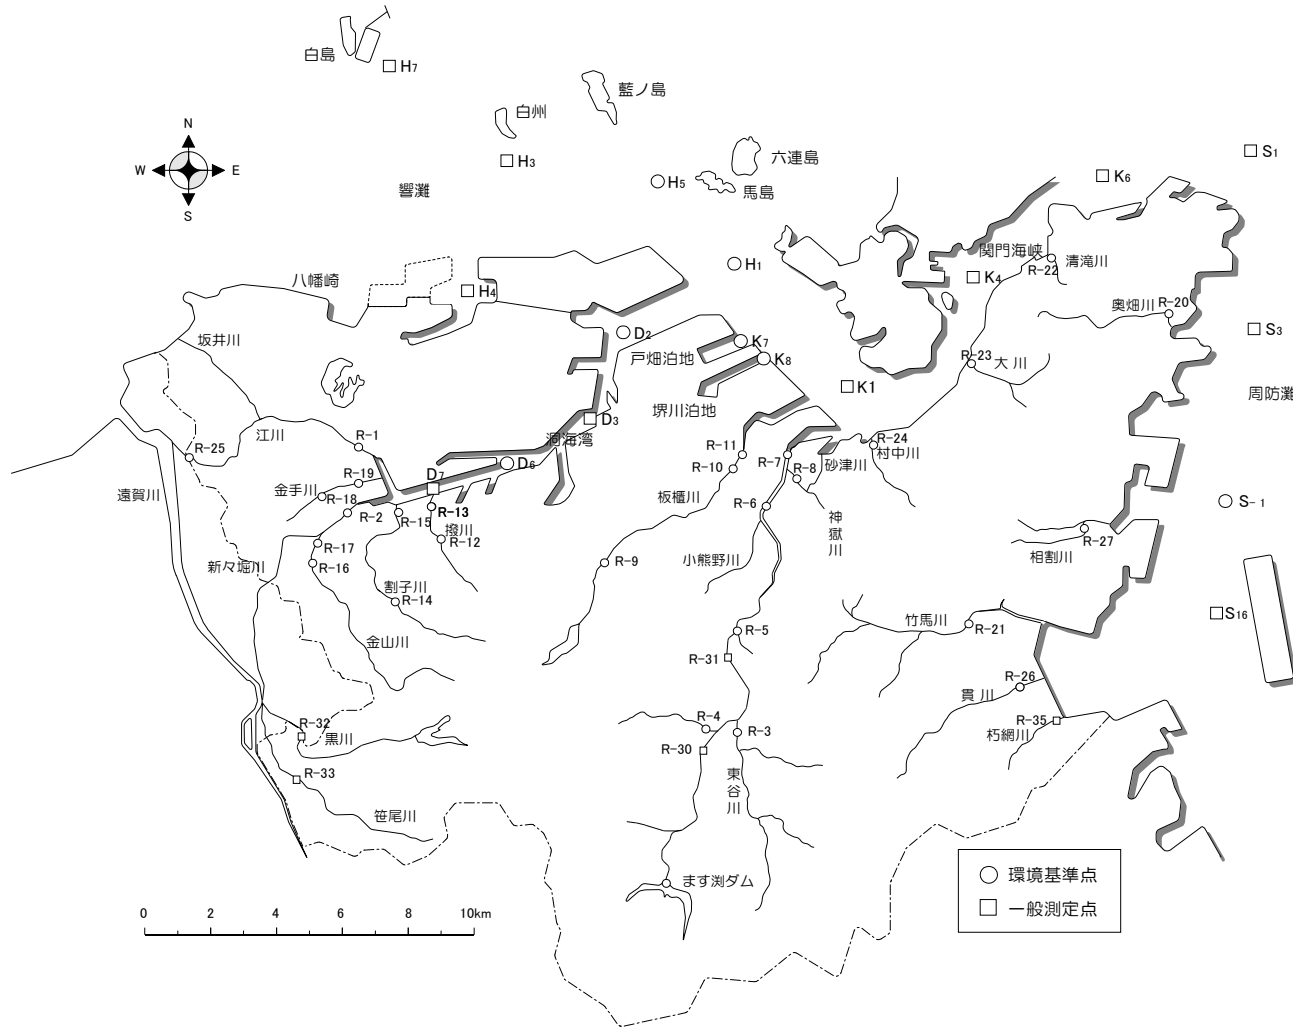 白島
H7
藍ノ島
白州
N
W
E
S
H3
六連島
S1
H5
馬島
K6
響灘
関門海峡
H1
R-22
清滝川
八幡崎
H4
K4
奥畑川
R-20
坂井川
D2
K7
S3
戸畑泊地
K8
R-23
大川
K1
周防灘
堺川泊地
D3
江川
R-1
洞海湾
R-11
R-7
R-24
村中川
R-25
R-10
R-8
砂津川
D6
R-19
D7
金手川
R-18
板櫃川
遠賀川
R-2
R-15
R-13
R-6
神嶽川
S-1
撥川
R-12
R-17
R-27
相割川
小熊野川
新々堀川
R-16
R-9
割子川
R-14
S16
竹馬川
R-21
金山川
R-5
R-31
R-26
貫川
R-4
R-32
R-3
R-35
黒川
朽網川
R-30
R-33
東谷川
笹尾川
ます渕ダム
環境基準点
一般測定点
0
2
4
6
8
10km